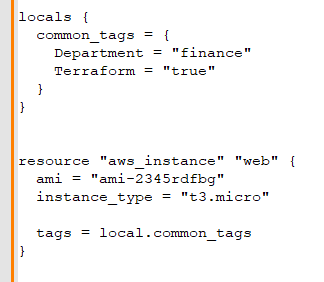 locals {
  common_tags = {
    Department = "finance"
    Terraform = "true"
  }
}
resource "aws_instance" "web" {
  ami = "ami-2345rdfbg"
  instance_type = "t3.micro"
  tags = local.common_tags
}